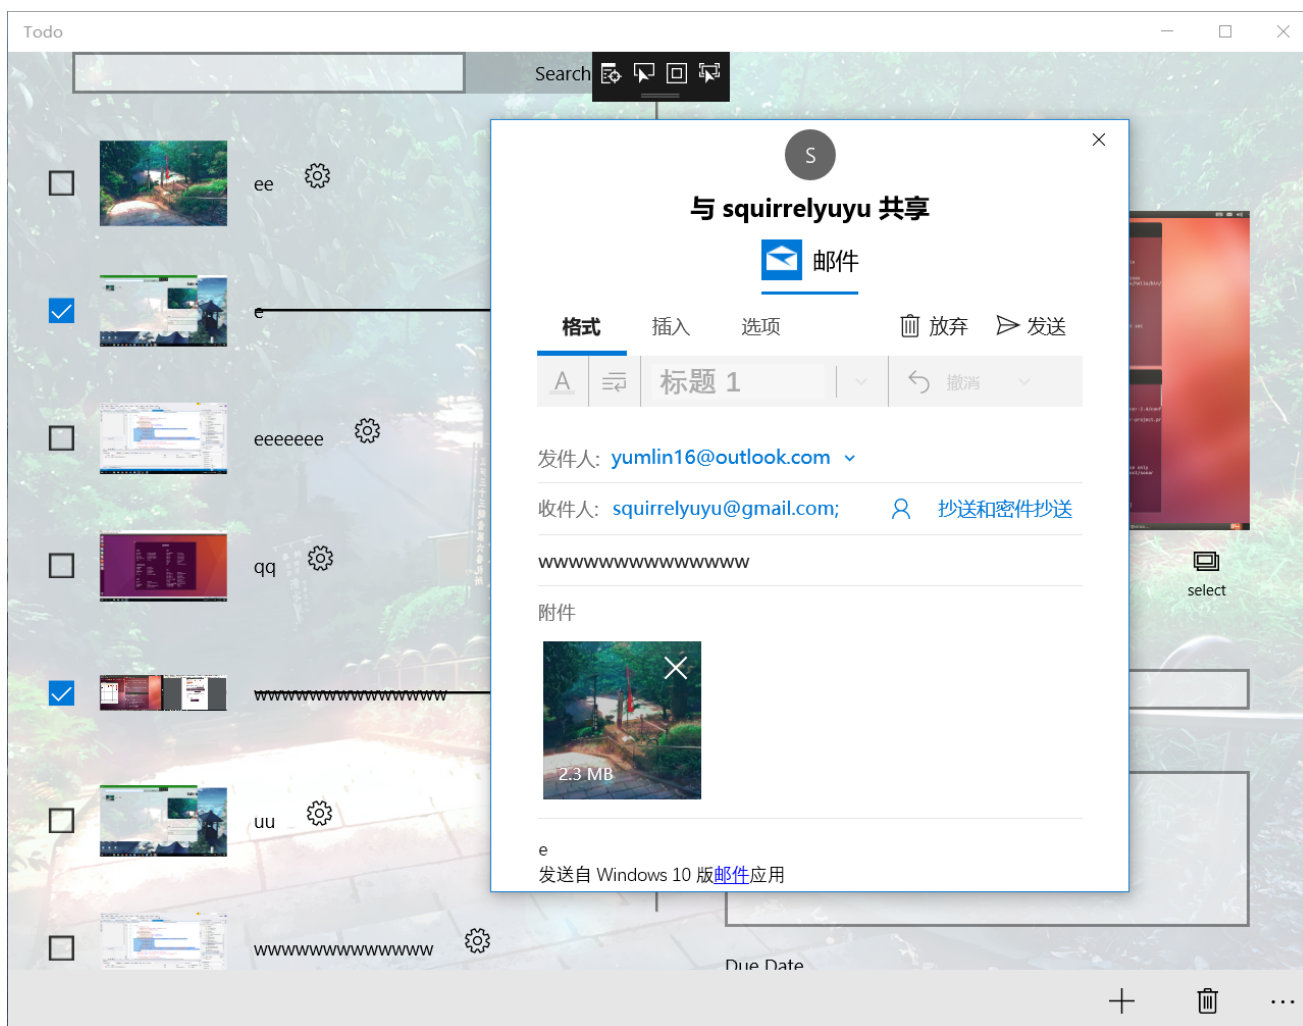 Todo
Search
ee
e
eeeeeee
qq
wwwwwwwwwwwwwww
uu
wwwwwwwwwwwww
S
与 squirrelyuyu 共享
邮件
格式 插入 选项 放弃 发送
A 标题 1 撤消
发件人: yumlin16@outlook.com
收件人: squirrelyuyu@gmail.com; 抄送和密件抄送
wwwwwwwwwwwwww
附件
2.3 MB
e
发送自 Windows 10 版邮件应用
select
Due Date